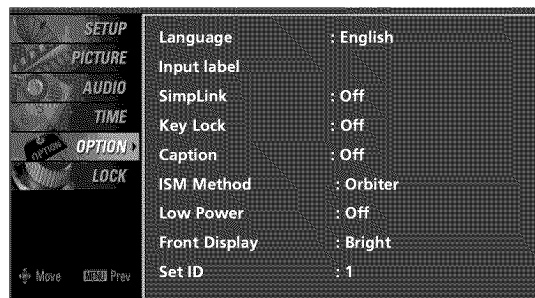 SETUP
PICTURE
AUDIO
TIME
OPTION
OPTION
LOCK
Move MENU Prev
Language : English
Input label
SimpLink : Off
Key Lock : Off
Caption : Off
ISM Method : Orbiter
Low Power : Off
Front Display : Bright
Set ID : 1